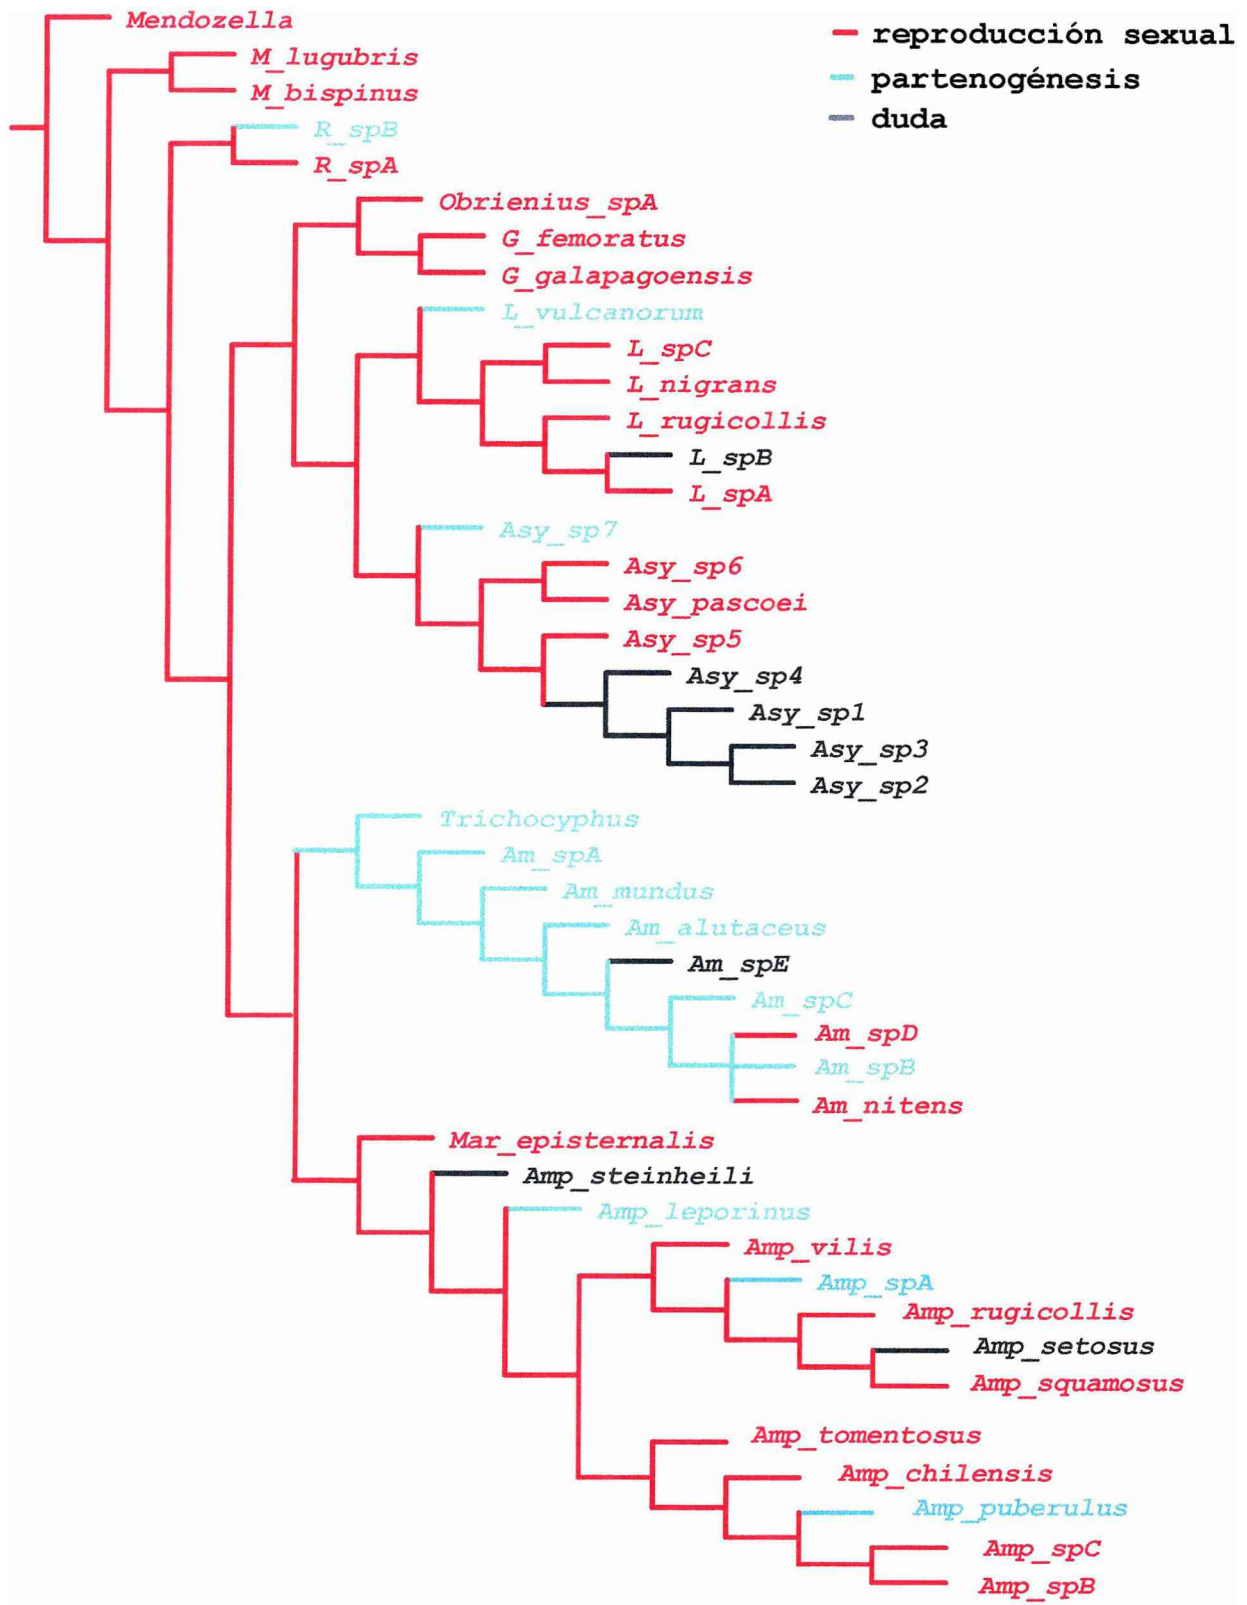 Mendozella
reproducción sexual
M_lugubris
partenogénesis
M_bispinus
duda
R_spB
R_spA
Obrienius_spA
G_femoratus
G_galapagoensis
L_vulcanorum
L_spC
L_nigrans
L_rugicollis
L_spB
L_spA
Asy_sp7
Asy_sp6
Asy_pascoei
Asy_sp5
Asy_sp4
Asy_sp1
Asy_sp3
Asy_sp2
Trichocyphus
Am_spA
Am_mundus
Am_alutaceus
Am_spE
Am_spC
Am_spD
Am_spB
Am_nitens
Mar_episternalis
Amp_steinheili
Amp_leporinus
Amp_vilis
Amp_spA
Amp_rugicollis
Amp_setosus
Amp_squamosus
Amp_tomentosus
Amp_chilensis
Amp_puberulus
Amp_spC
Amp_spB